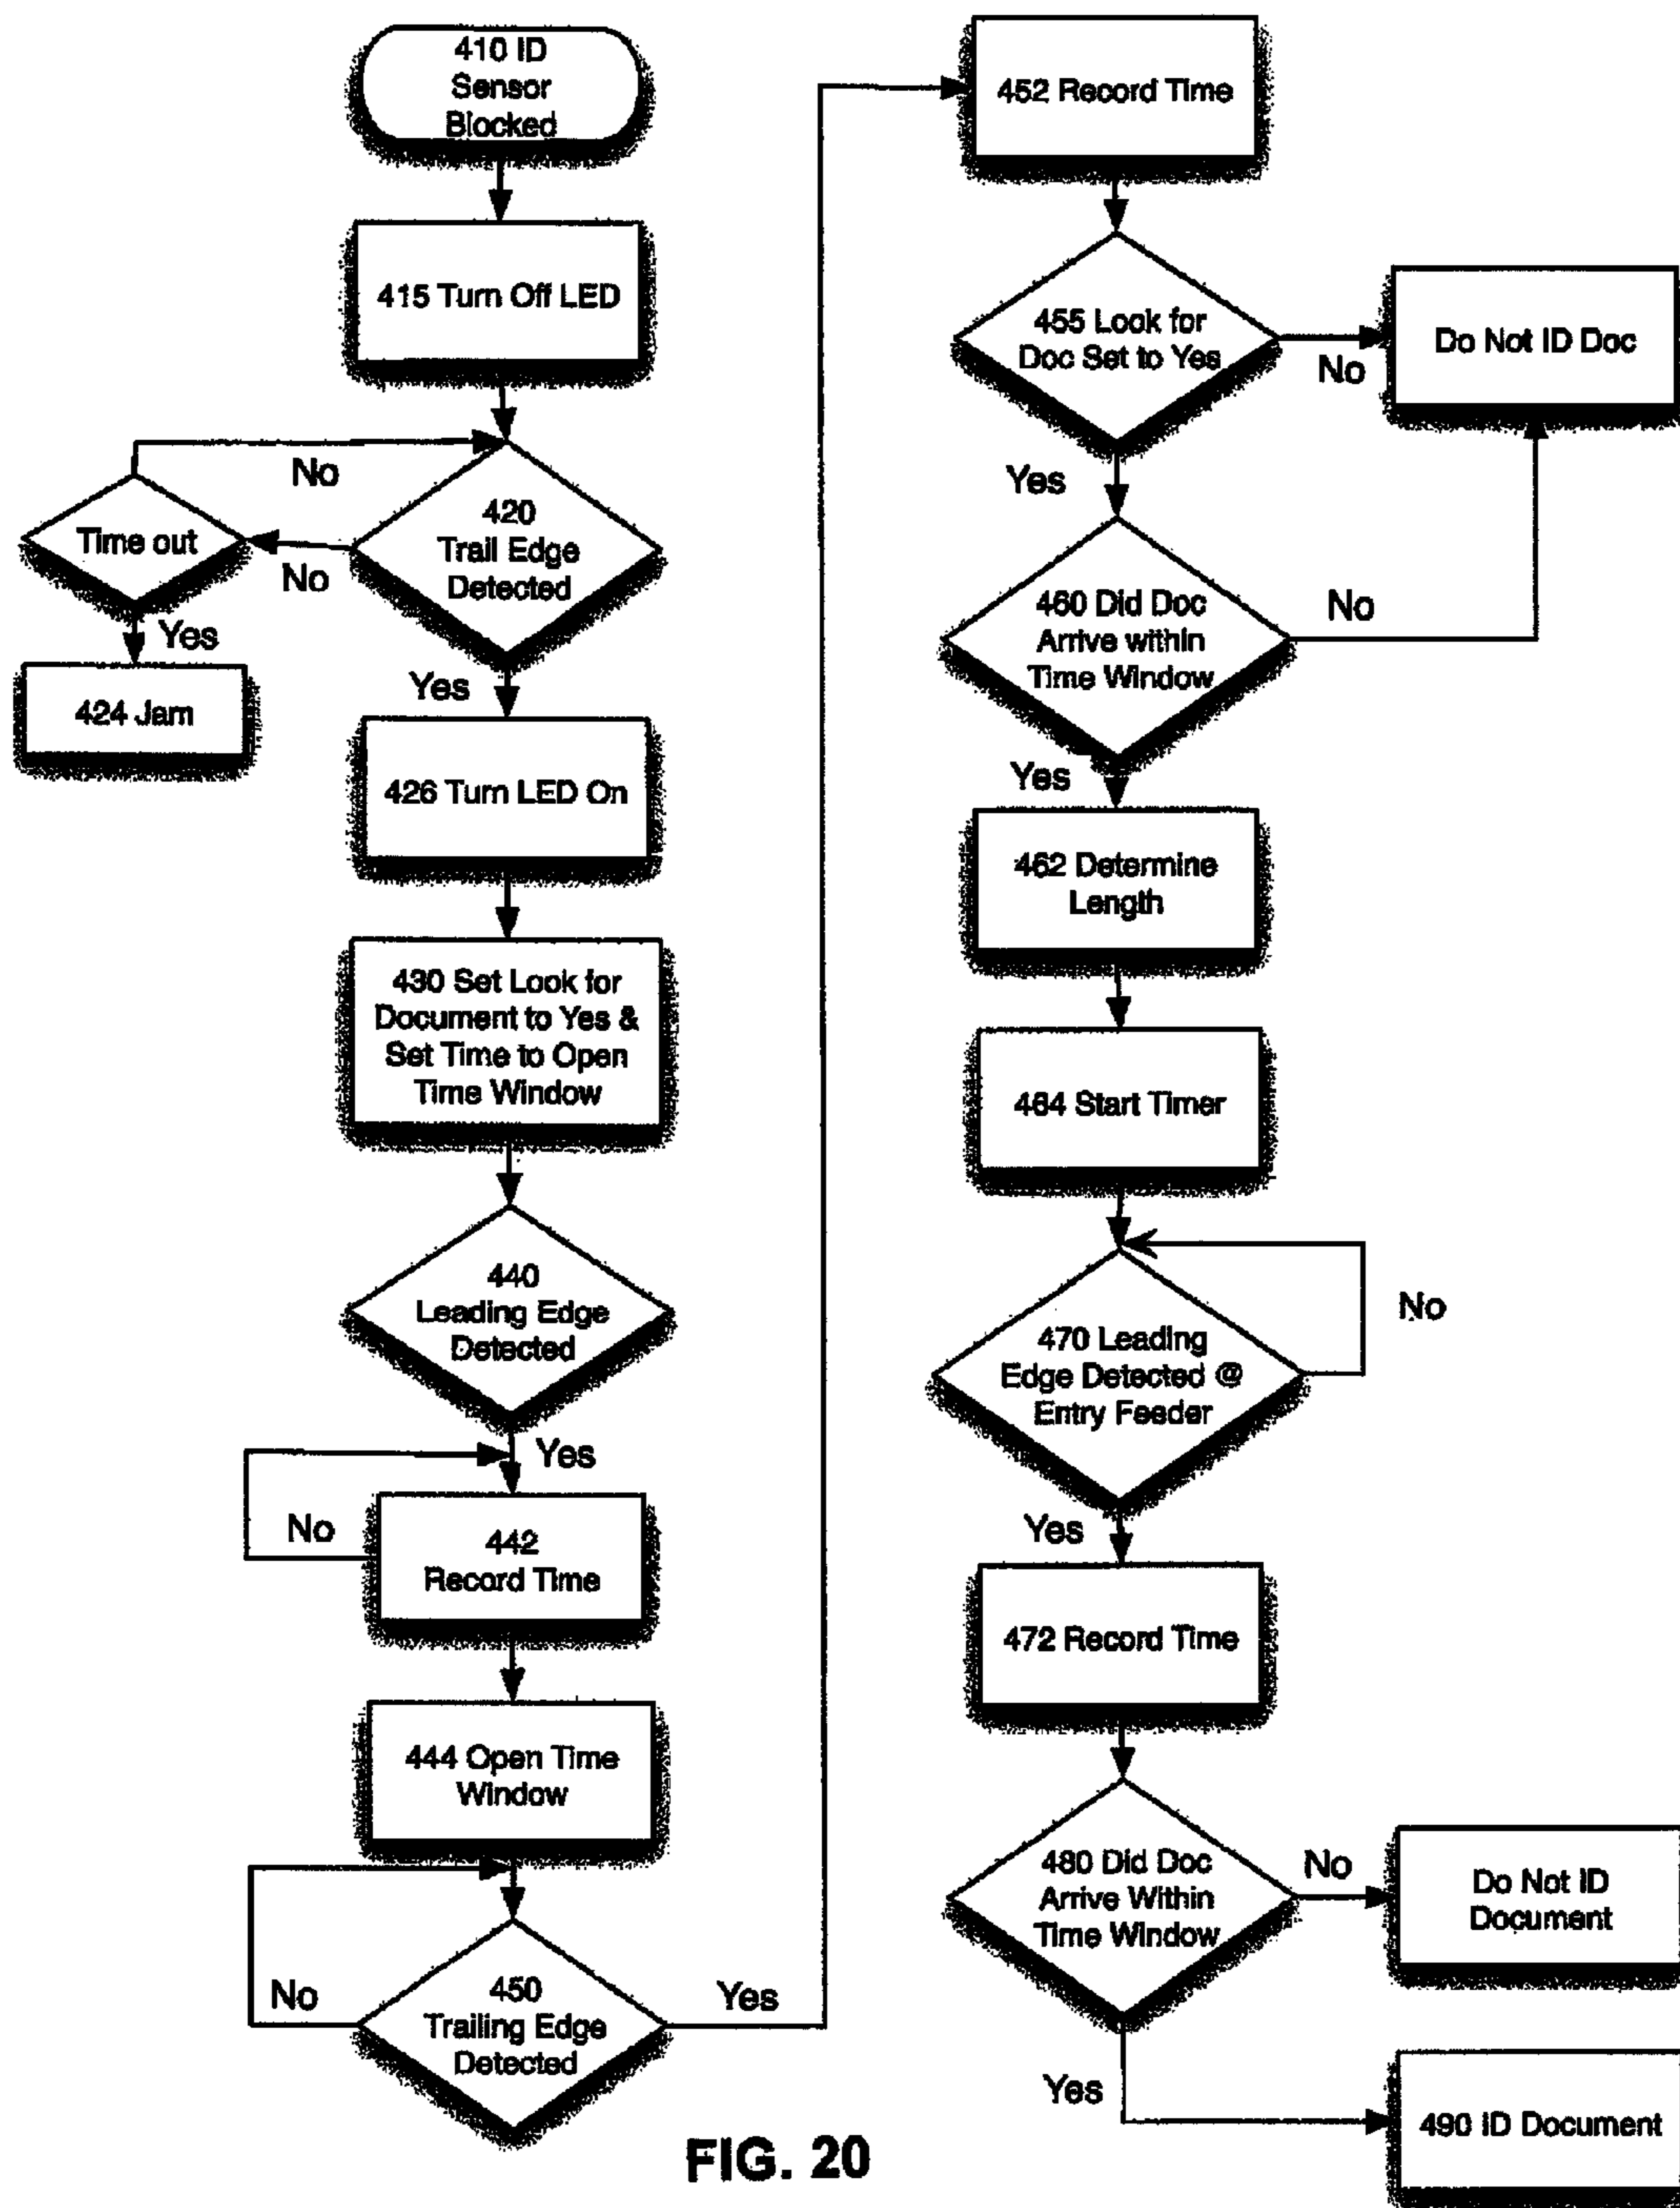 410 ID
Sensor
Blocked
415 Turn Off LED
No
Time out
No
420
Trail Edge
Detected
Yes
424 Jam
Yes
426 Turn LED On
430 Set Look for
Document to Yes &
Set Time to Open
Time Window
440
Leading Edge
Detected
Yes
No
442
Record Time
444 Open Time
Window
No
450
Trailing Edge
Detected
Yes
452 Record Time
455 Look for
Doc Set to Yes
No
Do Not ID Doc
Yes
460 Did Doc
Arrive within
Time Window
No
Yes
462 Determine
Length
464 Start Timer
470 Leading
Edge Detected @
Entry Feeder
No
Yes
472 Record Time
480 Did Doc
Arrive Within
Time Window
No
Do Not ID
Document
Yes
490 ID Document
FIG. 20